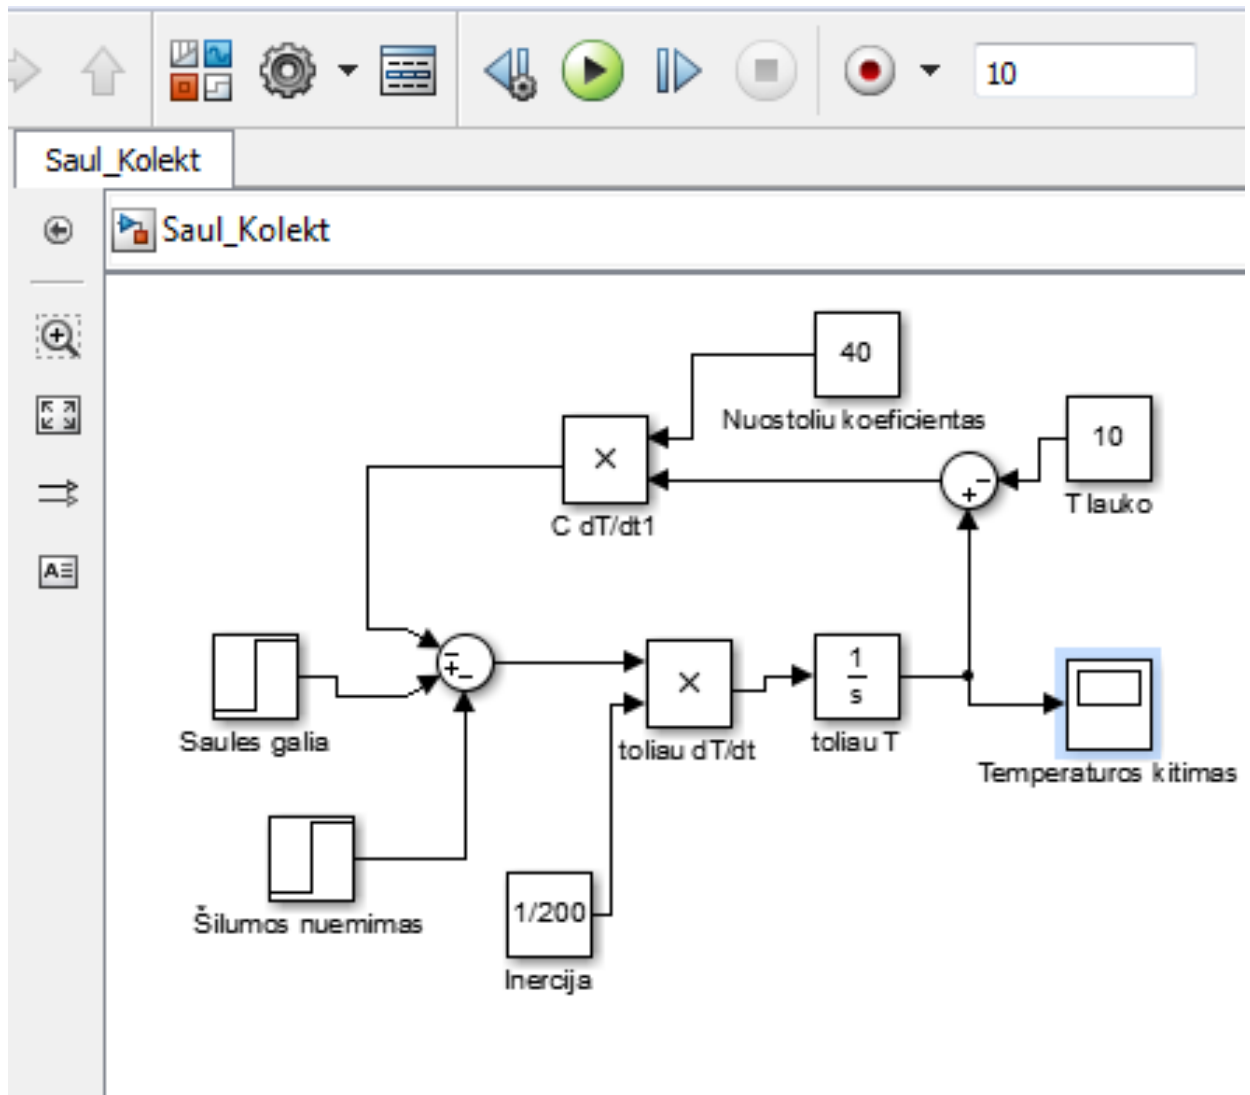 10
Saul_Kolekt
Saul_Kolekt
40
Nuostoliu koeficientas
10
T lauko
×
C dT/dt1
Saules galia
×
toliau dT/dt
1
s
toliau T
Temperaturos kitimas
Šilumos nuemimas
1/200
Inercija